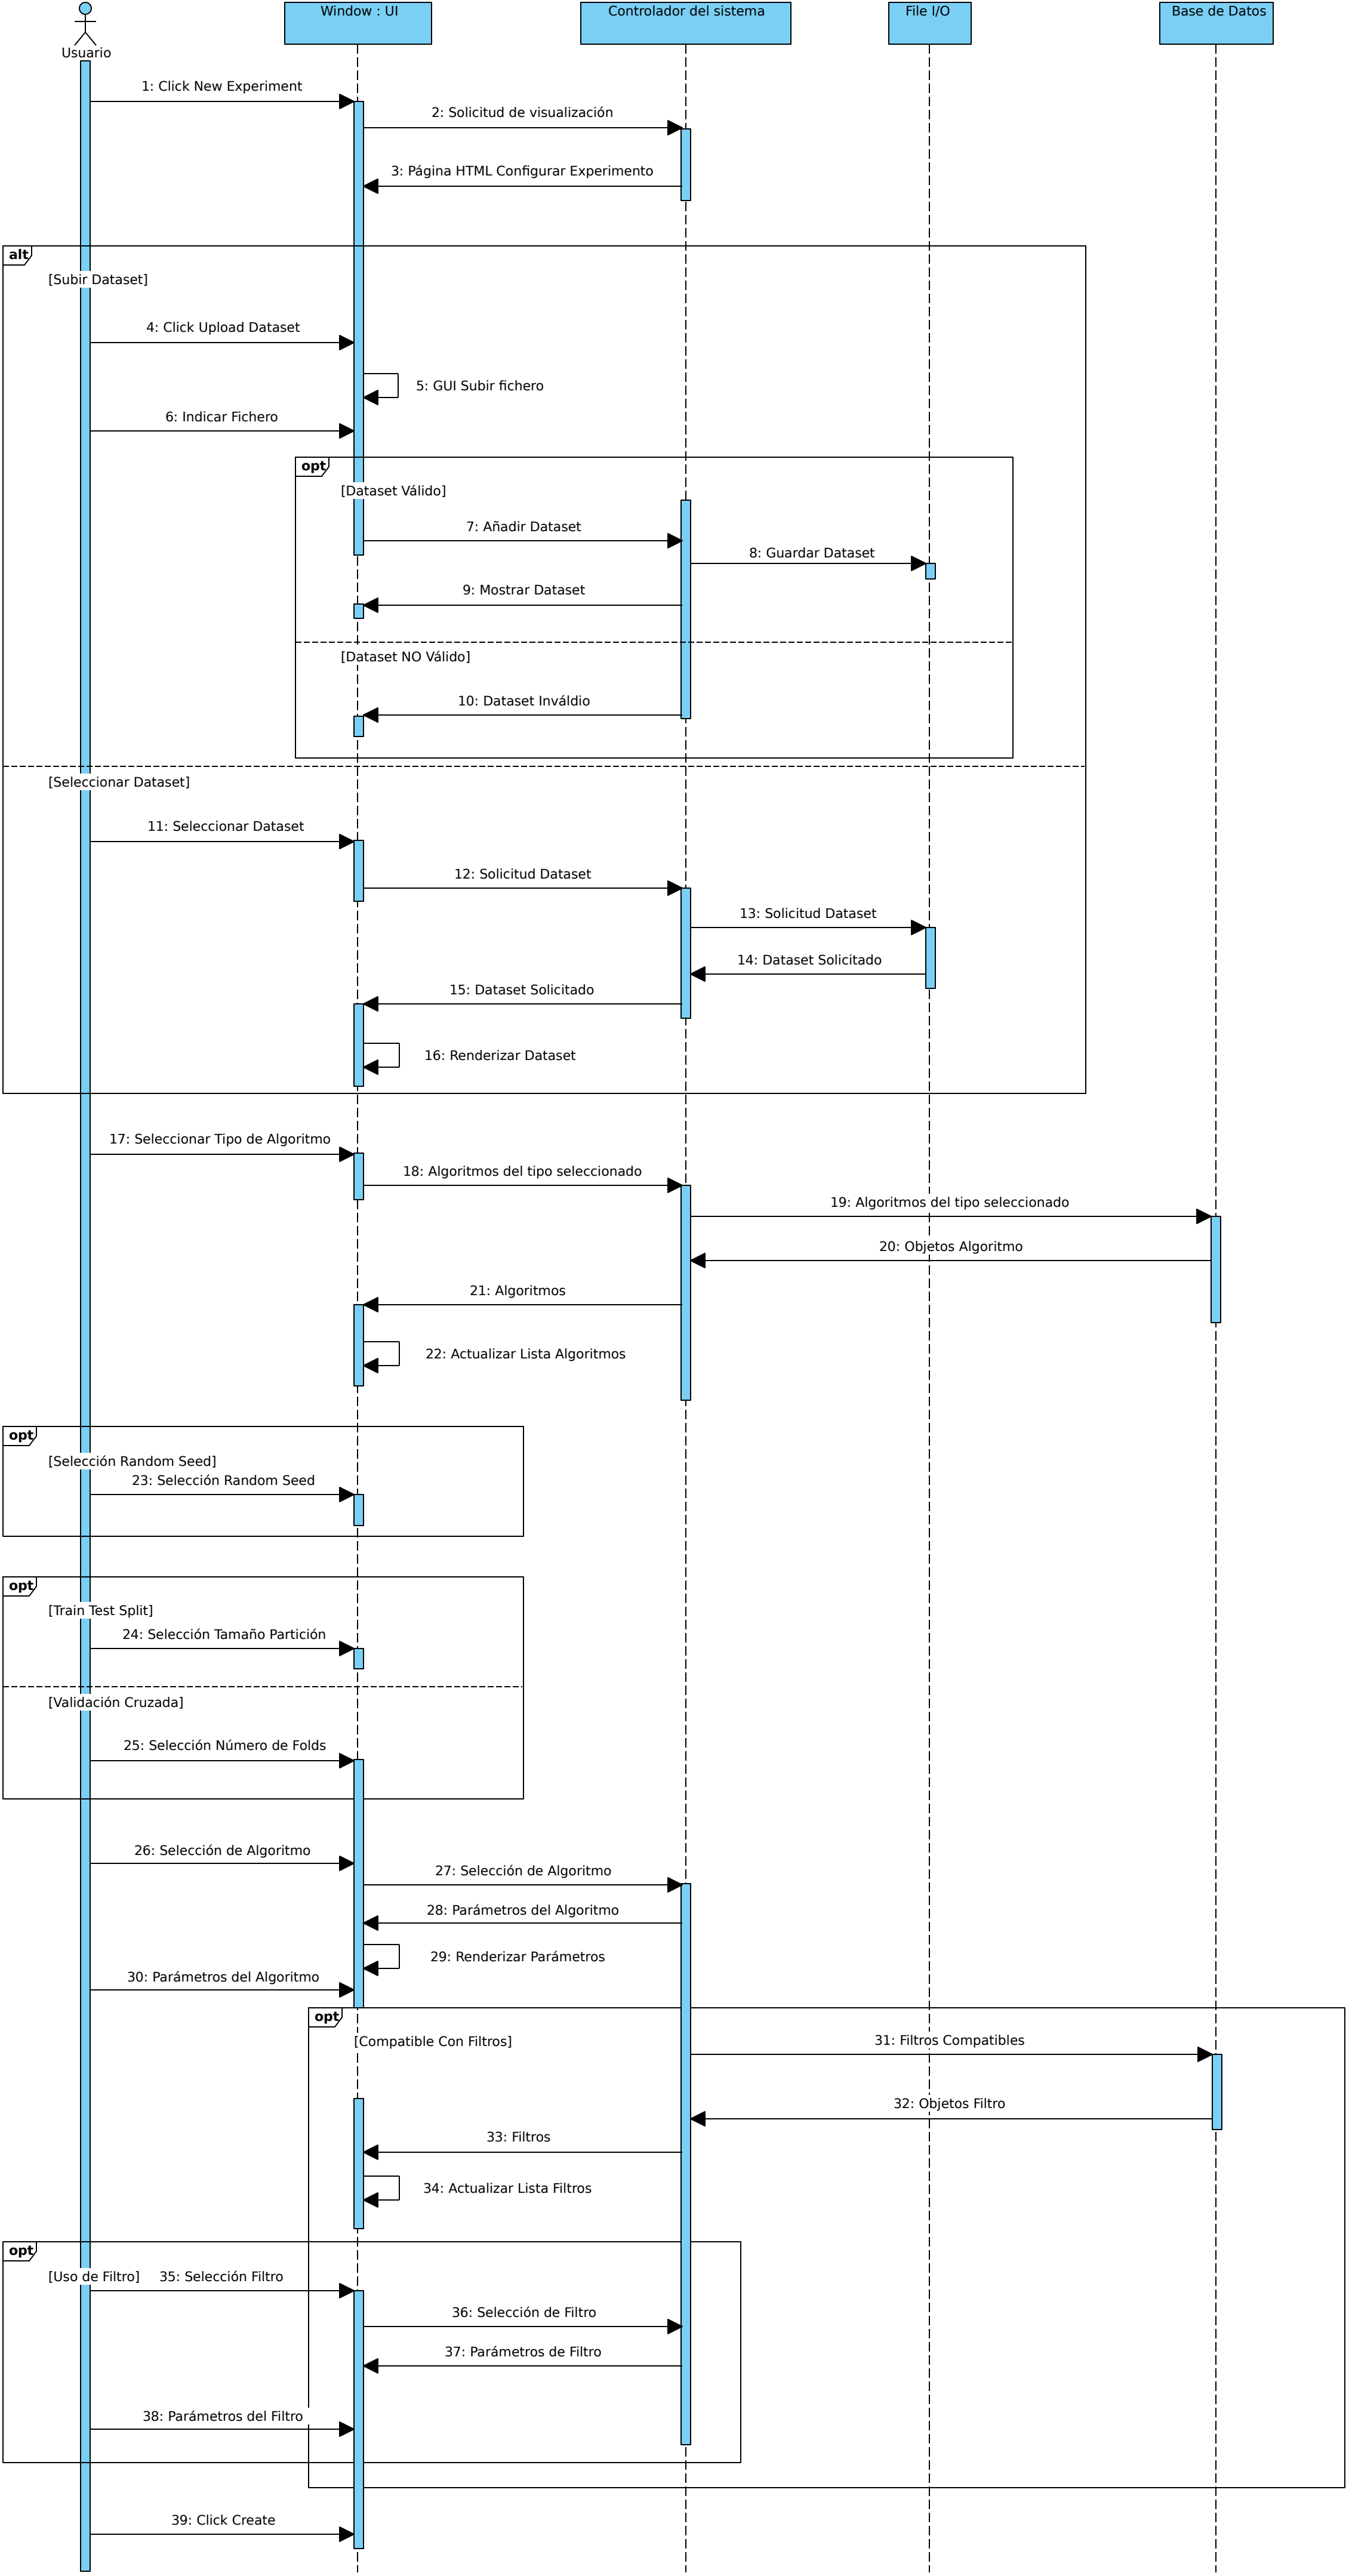 Usuario
Window : UI
Controlador del sistema
File I/O
Base de Datos
1: Click New Experiment
2: Solicitud de visualización
3: Página HTML Configurar Experimento
alt
[Subir Dataset]
4: Click Upload Dataset
5: GUI Subir fichero
6: Indicar Fichero
opt
[Dataset Válido]
7: Añadir Dataset
8: Guardar Dataset
9: Mostrar Dataset
[Dataset NO Válido]
10: Dataset Inváldio
[Seleccionar Dataset]
11: Seleccionar Dataset
12: Solicitud Dataset
13: Solicitud Dataset
14: Dataset Solicitado
15: Dataset Solicitado
16: Renderizar Dataset
17: Seleccionar Tipo de Algoritmo
18: Algoritmos del tipo seleccionado
19: Algoritmos del tipo seleccionado
20: Objetos Algoritmo
21: Algoritmos
22: Actualizar Lista Algoritmos
opt
[Selección Random Seed]
23: Selección Random Seed
opt
[Train Test Split]
24: Selección Tamaño Partición
[Validación Cruzada]
25: Selección Número de Folds
26: Selección de Algoritmo
27: Selección de Algoritmo
28: Parámetros del Algoritmo
29: Renderizar Parámetros
30: Parámetros del Algoritmo
opt
[Compatible Con Filtros]
31: Filtros Compatibles
32: Objetos Filtro
33: Filtros
34: Actualizar Lista Filtros
opt
[Uso de Filtro]
35: Selección Filtro
36: Selección de Filtro
37: Parámetros de Filtro
38: Parámetros del Filtro
39: Click Create